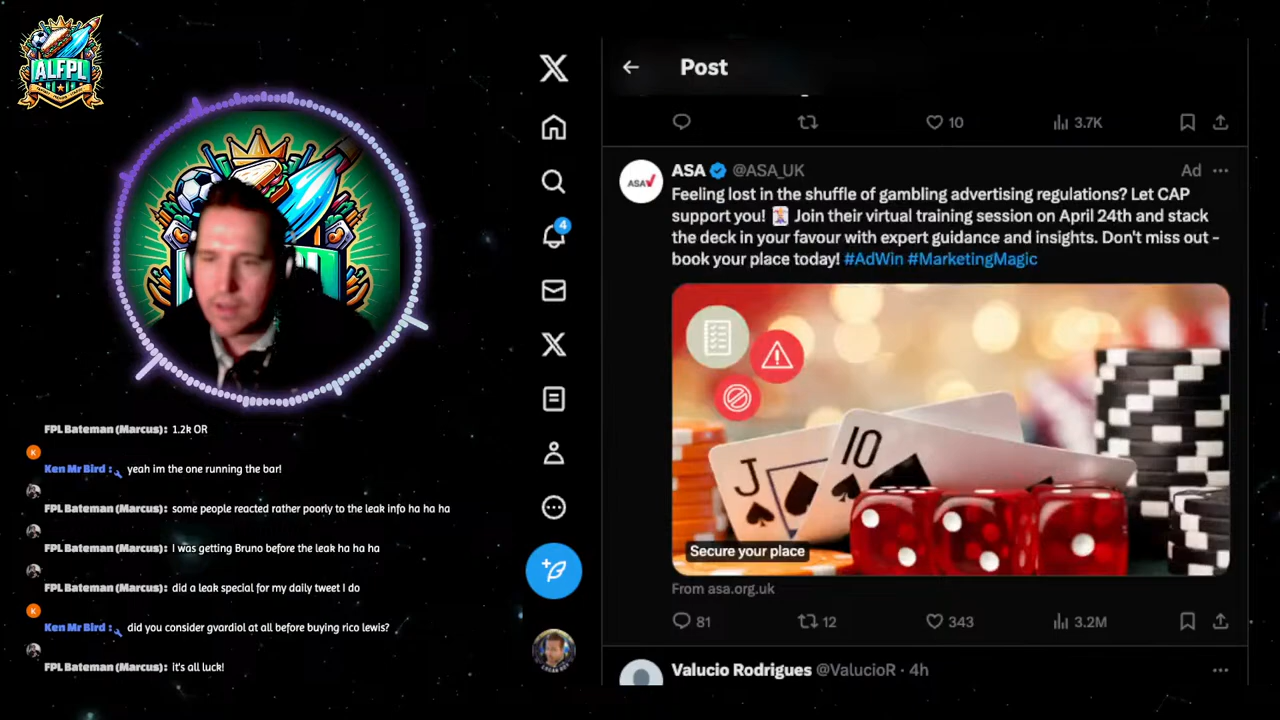 ALFPL
FPL Bateman (Marcus): 1.2k OR
K
Ken Mr Bird : yeah im the one running the bar!
FPL Bateman (Marcus): some people reacted rather poorly to the leak info ha ha ha
FPL Bateman (Marcus): I was getting Bruno before the leak ha ha ha
FPL Bateman (Marcus): did a leak special for my daily tweet I do
K
Ken Mr Bird : did you consider gvardiol at all before buying rico lewis?
FPL Bateman (Marcus): it's all luck!
4
Post
10
3.7K
ASA
ASA @ASA_UK
Ad
Feeling lost in the shuffle of gambling advertising regulations? Let CAP
support you! 🃏 Join their virtual training session on April 24th and stack
the deck in your favour with expert guidance and insights. Don't miss out -
book your place today! #AdWin #MarketingMagic
J
10
Secure your place
From asa.org.uk
81
12
343
3.2M
Valucio Rodrigues @ValucioR · 4h